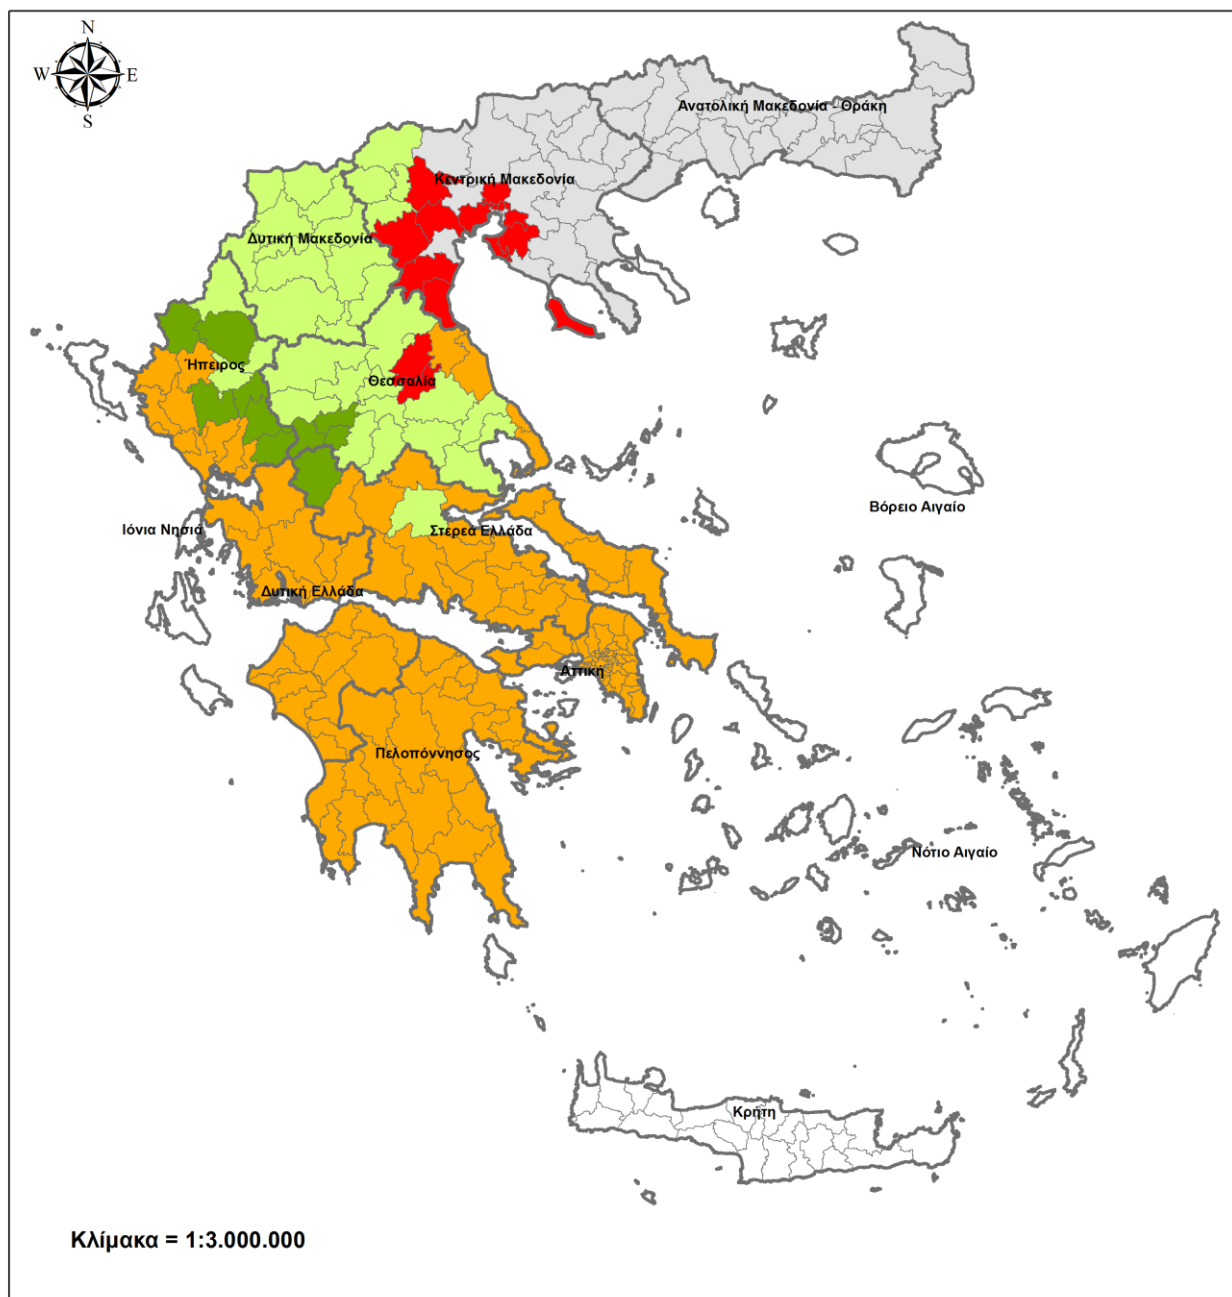 N
W E
S
Ανατολική Μακεδονία - Θράκη
Κεντρική Μακεδονία
Δυτική Μακεδονία
Ήπειρος
Θεσσαλία
Βόρειο Αιγαίο
Ιόνια Νησιά
Στερεά Ελλάδα
Δυτική Ελλάδα
Αττική
Πελοπόννησος
Νότιο Αιγαίο
Κρήτη
Κλίμακα = 1:3.000.000